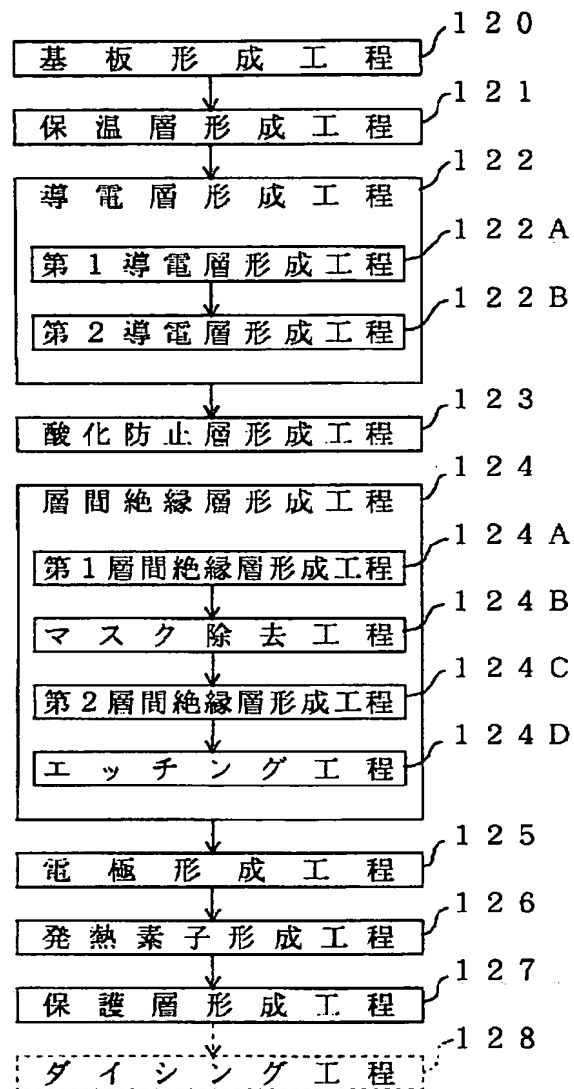 120
基板形成工程
121
保温層形成工程
122
導電層形成工程
122A
第1導電層形成工程
122B
第2導電層形成工程
123
酸化防止層形成工程
124
層間絶縁層形成工程
124A
第1層間絶縁層形成工程
124B
マスク除去工程
124C
第2層間絶縁層形成工程
124D
エッチング工程
125
電極形成工程
126
発熱素子形成工程
127
保護層形成工程
128
ダイシング工程